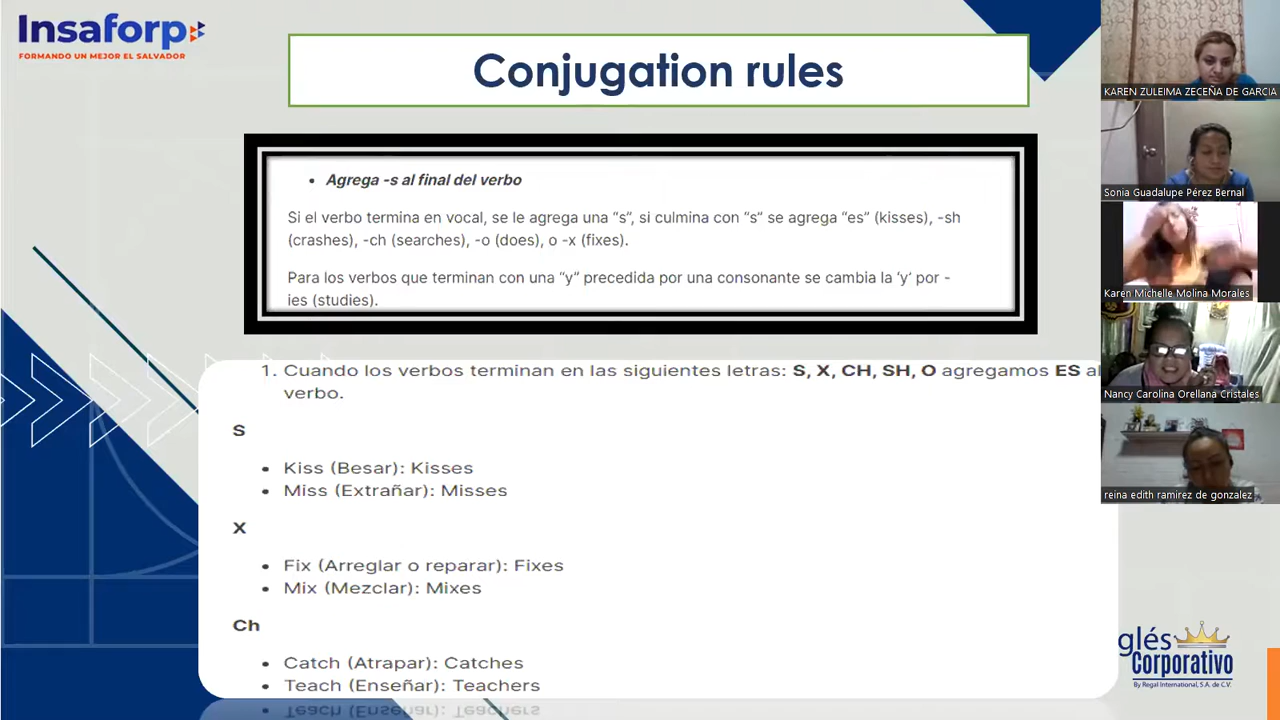 Insaforp
FORMANDO UN MEJOR EL SALVADOR
Conjugation rules
• Agrega -s al final del verbo
Si el verbo termina en vocal, se le agrega una “s”, si culmina con “s” se agrega “es” (kisses), -sh
(crashes), -ch (searches), -o (does), o -x (fixes).
Para los verbos que terminan con una “y” precedida por una consonante se cambia la ‘y’ por -
ies (studies).
1. Cuando los verbos terminan en las siguientes letras: S, X, CH, SH, O agregamos ES al
verbo.
S
• Kiss (Besar): Kisses
• Miss (Extrañar): Misses
X
• Fix (Arreglar o reparar): Fixes
• Mix (Mezclar): Mixes
Ch
• Catch (Atrapar): Catches
• Teach (Enseñar): Teachers
KAREN ZULEIMA ZECEÑA DE GARCIA
Sonia Guadalupe Pérez Bernal
Karen Michelle Molina Morales
Nancy Carolina Orellana Cristales
reina edith ramirez de gonzalez
glés
Corporativo
By Regal International, S.A. de C.V.